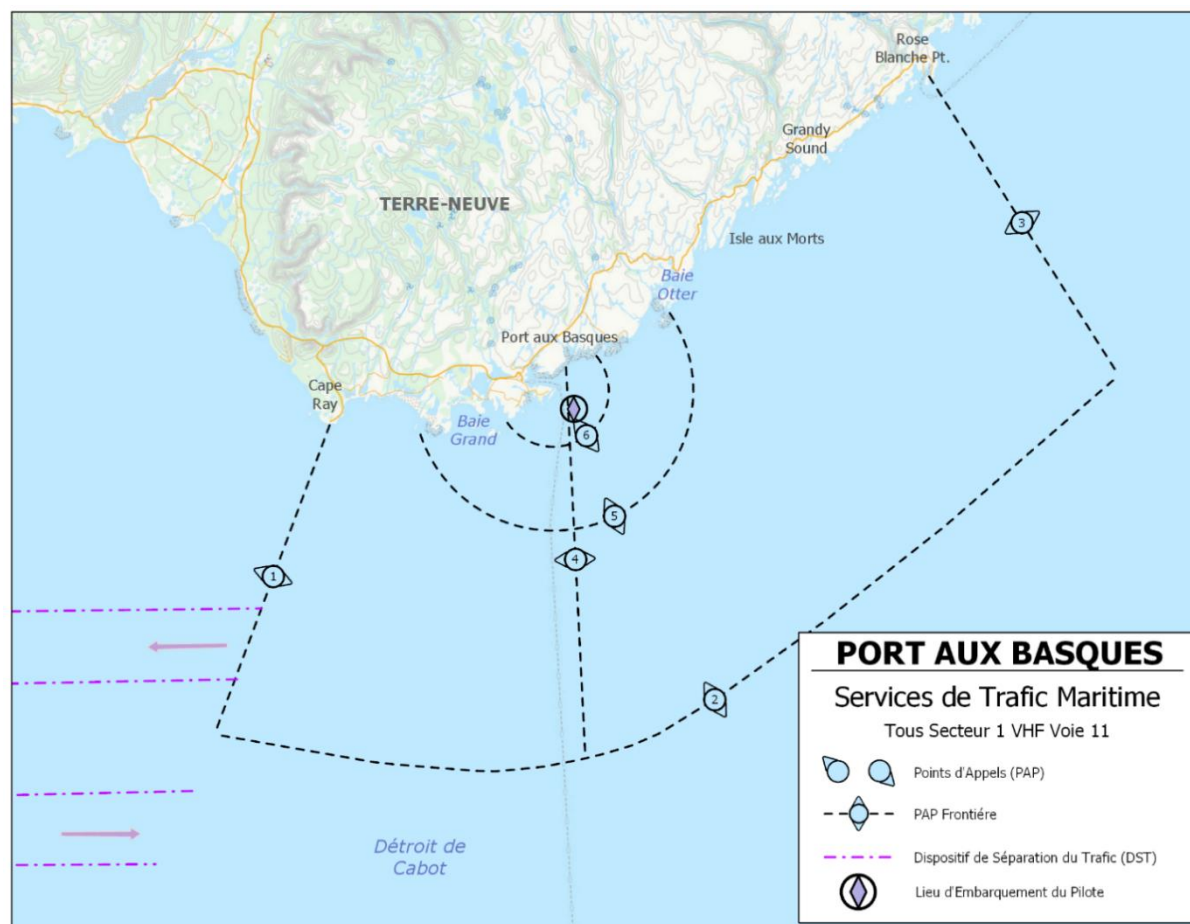 Rose
Blanche Pt.
Grandy
Sound
3
TERRE-NEUVE
Isle aux Morts
Baie
Otter
Port aux Basques
Cape
Ray
Baie
Grand
6
5
4
1
2
Détroit de
Cabot
PORT AUX BASQUES
Services de Trafic Maritime
Tous Secteur 1 VHF Voie 11
Points d'Appels (PAP)
PAP Frontiére
Dispositif de Séparation du Trafic (DST)
Lieu d'Embarquement du Pilote